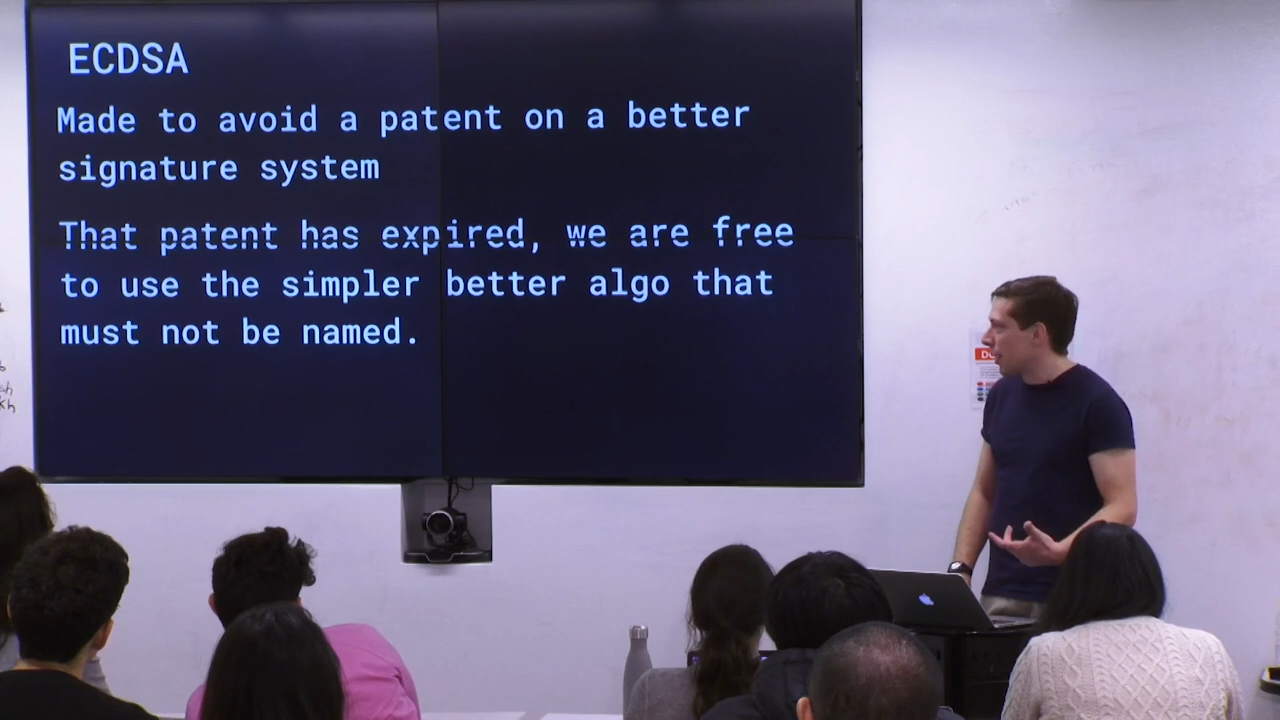 ECDSA
Made to avoid a patent on a better
signature system
That patent has expired, we are free
to use the simpler better algo that
must not be named.